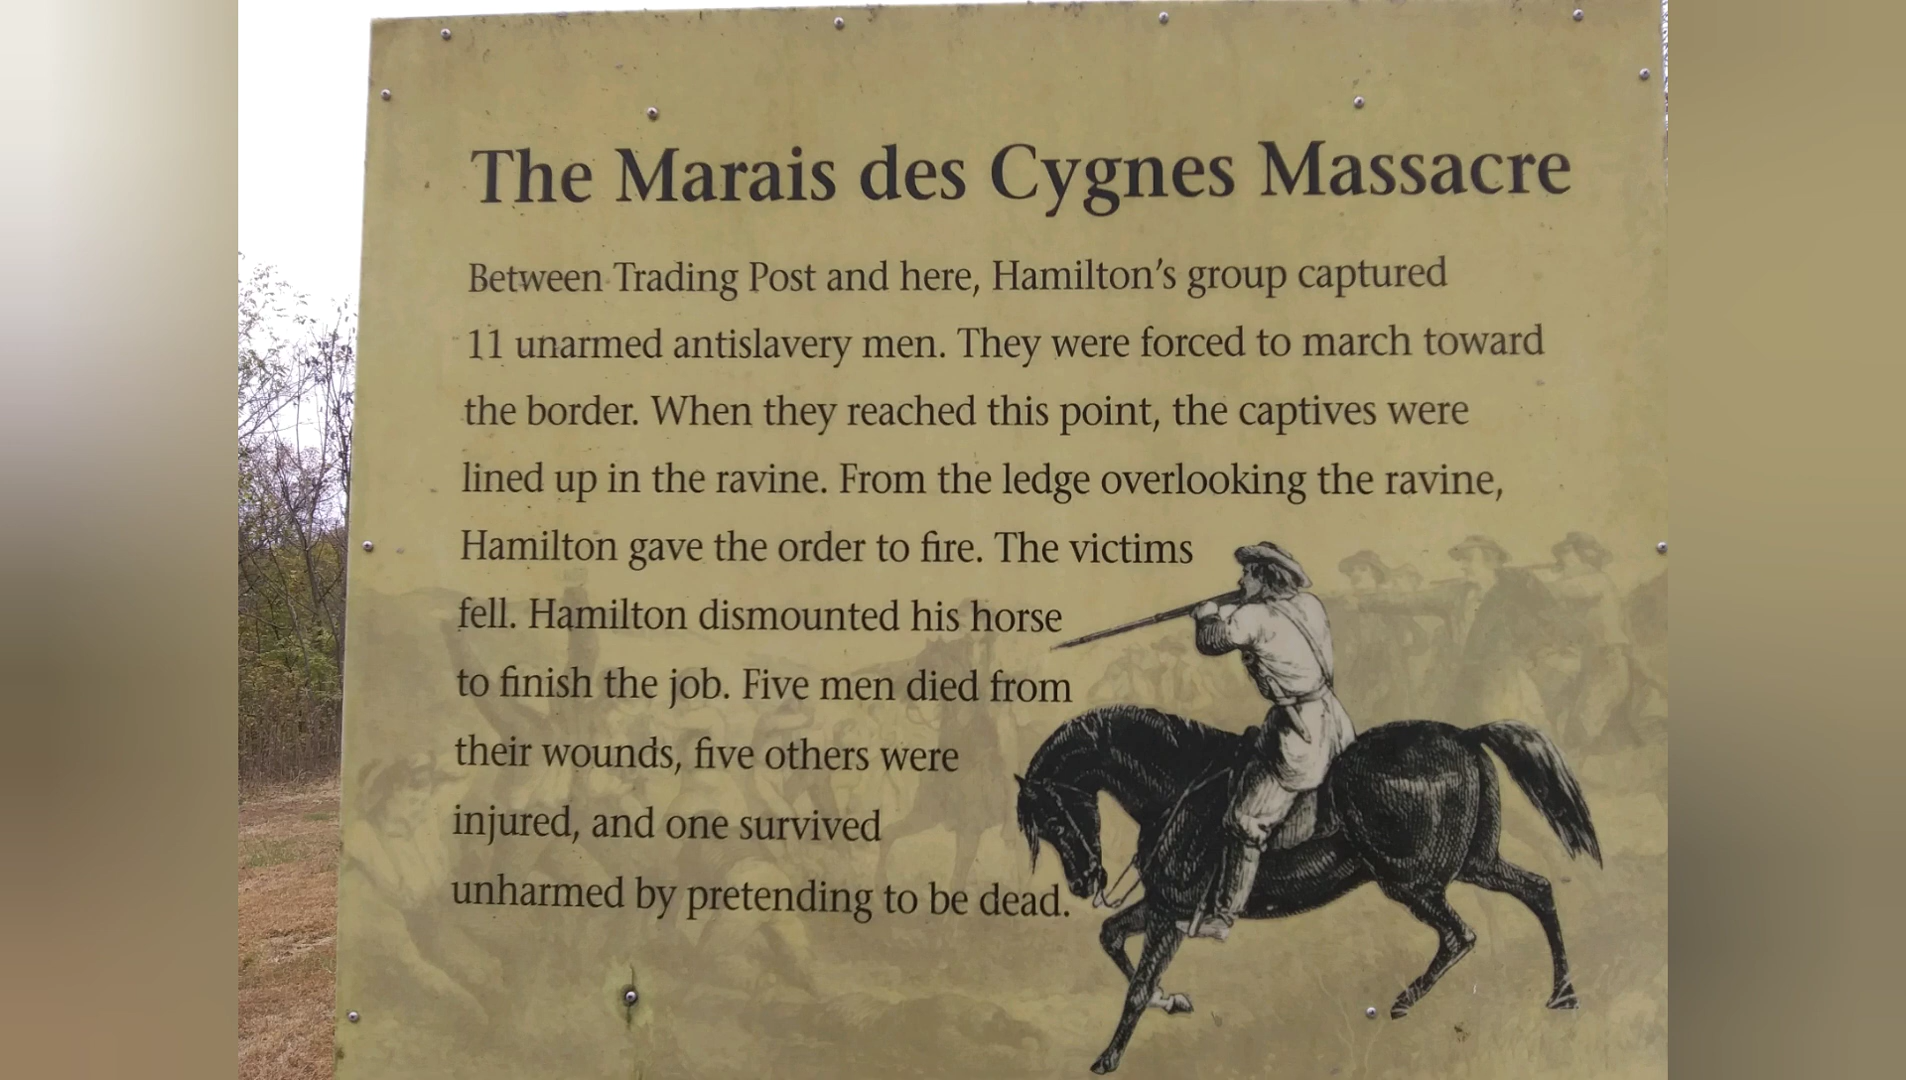 The Marais des Cygnes Massacre
Between Trading Post and here, Hamilton's group captured
11 unarmed antislavery men. They were forced to march toward
the border. When they reached this point, the captives were
lined up in the ravine. From the ledge overlooking the ravine,
Hamilton gave the order to fire. The victims
fell. Hamilton dismounted his horse
to finish the job. Five men died from
their wounds, five others were
injured, and one survived
unharmed by pretending to be dead.